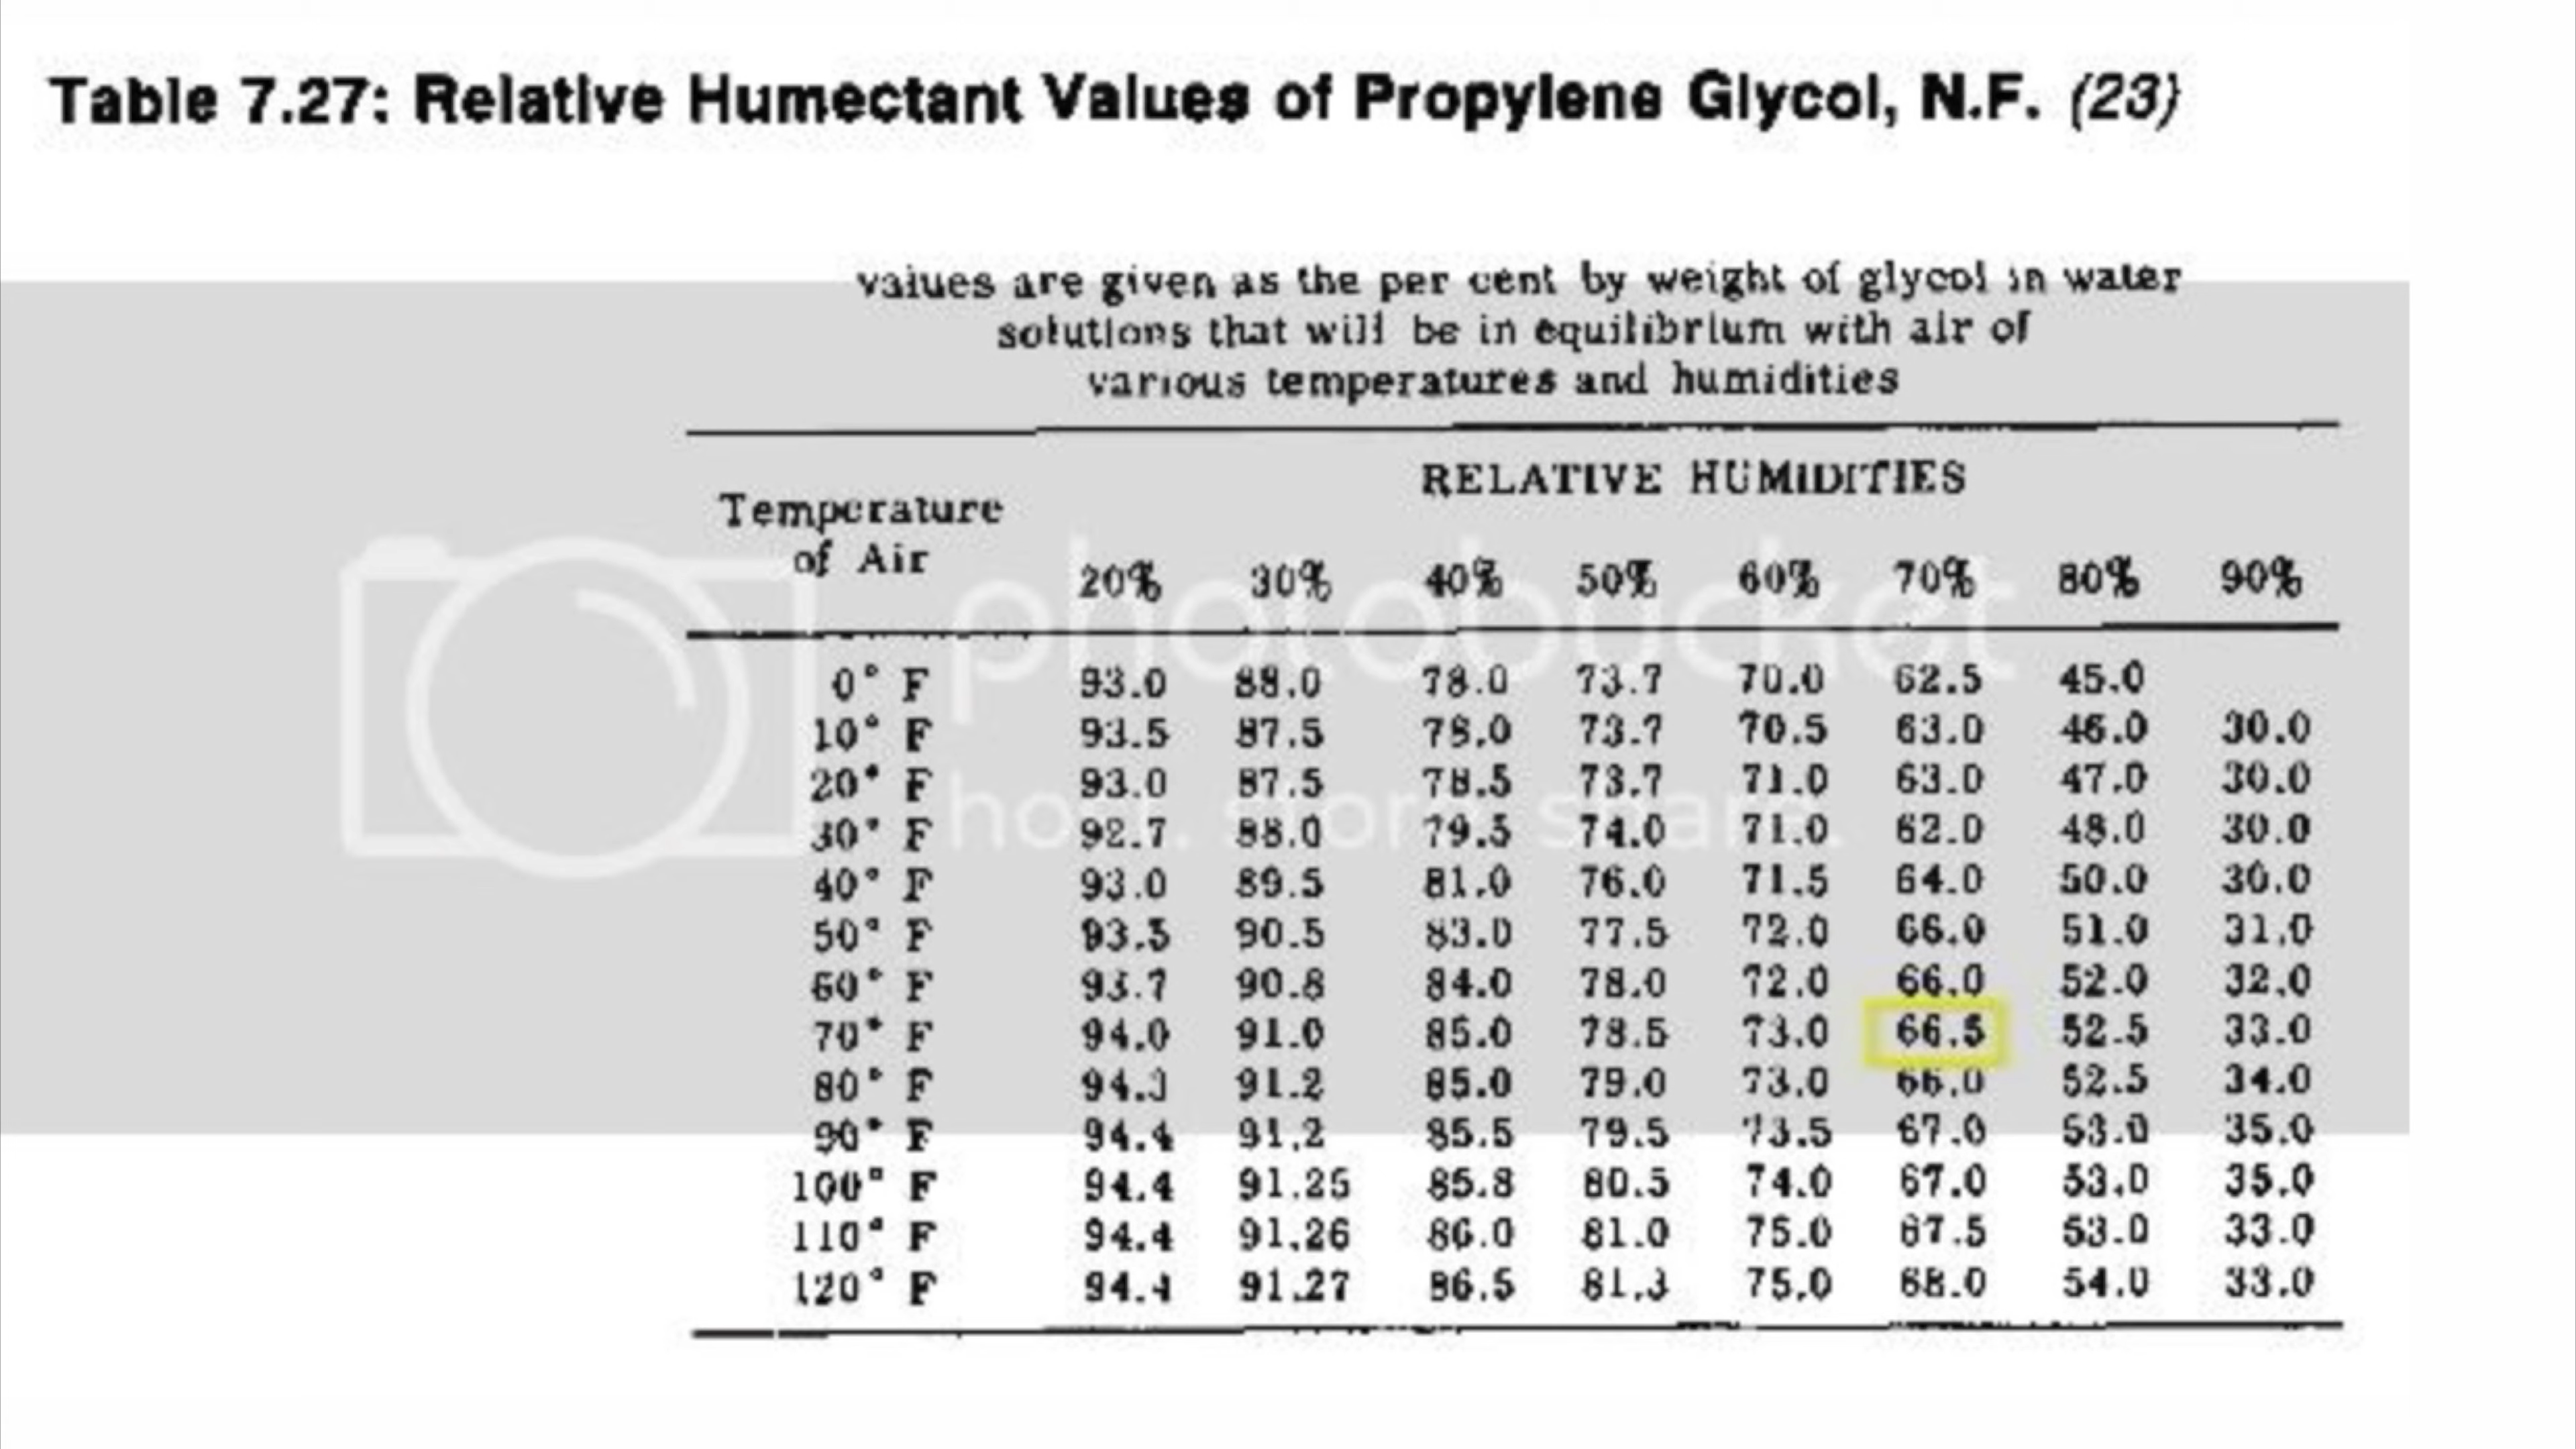 Table 7.27: Relative Humectant Values of Propylene Glycol, N.F. (23)
values are given as the per cent by weight of glycol in water
solutions that will be in equilibrium with air of
various temperatures and humidities
RELATIVE HUMIDITIES
Temperature
of Air
20% 30% 40% 50% 60% 70% 80% 90%
photobucket
0° F 93.0 88.0 78.0 73.7 70.0 62.5 45.0
10° F 93.5 87.5 78.0 73.7 70.5 63.0 46.0 30.0
20° F 93.0 87.5 78.5 73.7 71.0 63.0 47.0 30.0
host. store. share.
30° F 92.7 88.0 79.5 74.0 71.0 62.0 48.0 30.0
40° F 93.0 89.5 81.0 76.0 71.5 64.0 50.0 30.0
50° F 93.5 90.5 83.0 77.5 72.0 66.0 51.0 31.0
60° F 93.7 90.8 84.0 78.0 72.0 66.0 52.0 32.0
70° F 94.0 91.0 85.0 78.5 73.0 66.5 52.5 33.0
80° F 91.2 85.0 79.0 73.0 66.0 52.5 34.0
90° F 94.4 91.2 85.5 79.5 73.5 67.0 53.0 35.0
100° F 94.4 91.25 85.8 80.5 74.0 67.0 53.0 35.0
110° F 94.4 91.26 86.0 81.0 75.0 67.5 53.0 33.0
120° F 94.4 91.27 86.5 81.3 75.0 68.0 54.0 33.0